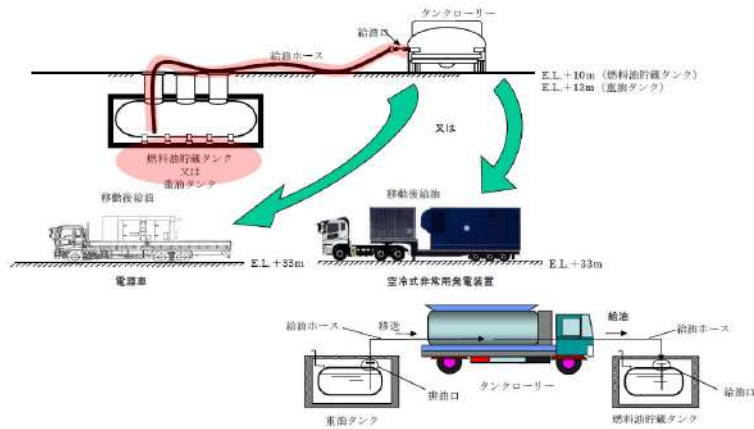 タンクローリー
給油口
給油ホース
E.L.+10m（燃料油貯蔵タンク）
E.L.+13m（重油タンク）
又は
燃料油貯蔵タンク
又は
重油タンク
移動後給油
移動後給油
E.L.+33m
E.L.+33m
電源車
空冷式非常用発電装置
給油ホース
移送
給油
給油ホース
排油口
タンクローリー
給油口
重油タンク
燃料油貯蔵タンク